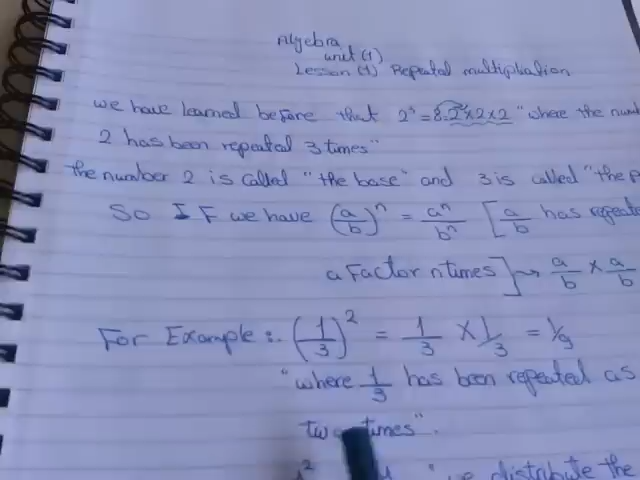 Algebra
unit (1)
Lesson (1) Repeated multiplication
we have learned before that 2³ = 8 2×2×2 "where the
2 has been repeated 3 times"
the number 2 is called "the base" and 3 is called "the
So IF we have (a/b)ⁿ = aⁿ/bⁿ [a/b has
a Factor n times] → a/b × a/b
For Example :. (1/3)² = 1/3 × 1/3 = 1/9
"where 1/3 has been repeated as
two times".
distribute the